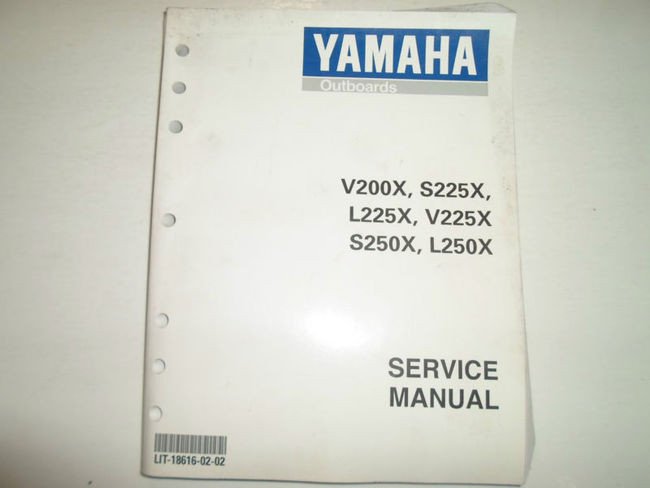 YAMAHA
Outboards
V200X, S225X,
L225X, V225X
S250X, L250X
SERVICE
MANUAL
LIT-18616-02-02